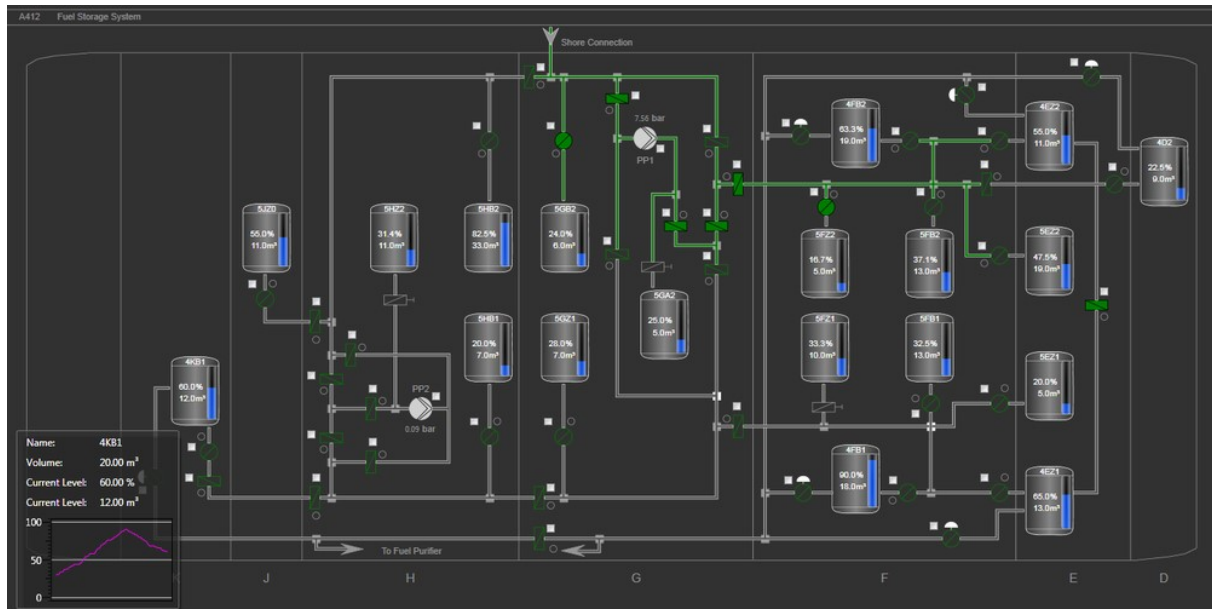 A412 Fuel Storage System
Shore Connection
7.56 bar
PP1
4FB2
63.3%
19.0m³
4EZ2
55.0%
11.0m³
4D2
22.5%
9.0m³
5JZ0
55.0%
11.0m³
5HZ2
31.4%
11.0m³
5HB2
82.5%
33.0m³
5GB2
24.0%
6.0m³
5FZ2
16.7%
5.0m³
5FB2
37.1%
13.0m³
5EZ2
47.5%
19.0m³
5GA2
25.0%
5.0m³
5HB1
20.0%
7.0m³
5GZ1
28.0%
7.0m³
5FZ1
33.3%
10.0m³
5FB1
32.5%
13.0m³
5EZ1
20.0%
5.0m³
4KB1
60.0%
12.0m³
PP2
0.09 bar
4FB1
90.0%
18.0m³
4EZ1
65.0%
13.0m³
Name: 4KB1
Volume: 20.00 m³
Current Level: 60.00 %
Current Level: 12.00 m³
100
50
0
To Fuel Purifier
K J H G F E D